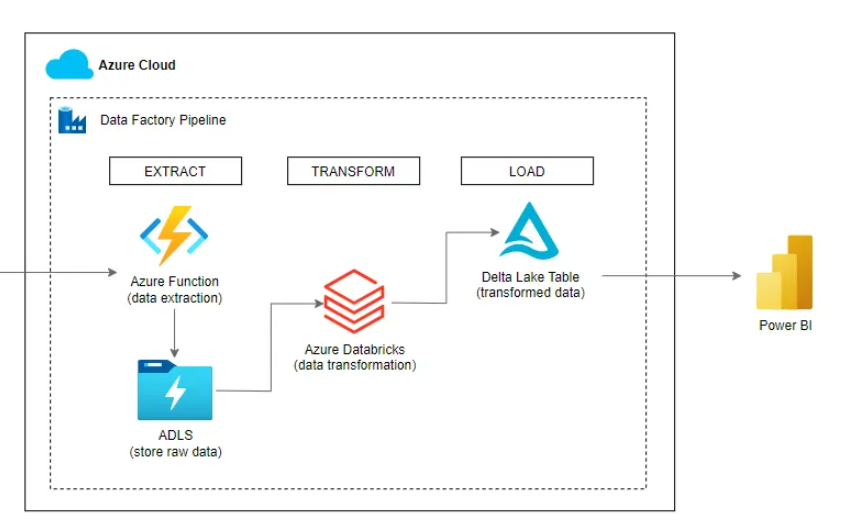 Azure Cloud
Data Factory Pipeline
EXTRACT
TRANSFORM
LOAD
Azure Function
(data extraction)
Delta Lake Table
(transformed data)
Power BI
Azure Databricks
(data transformation)
ADLS
(store raw data)